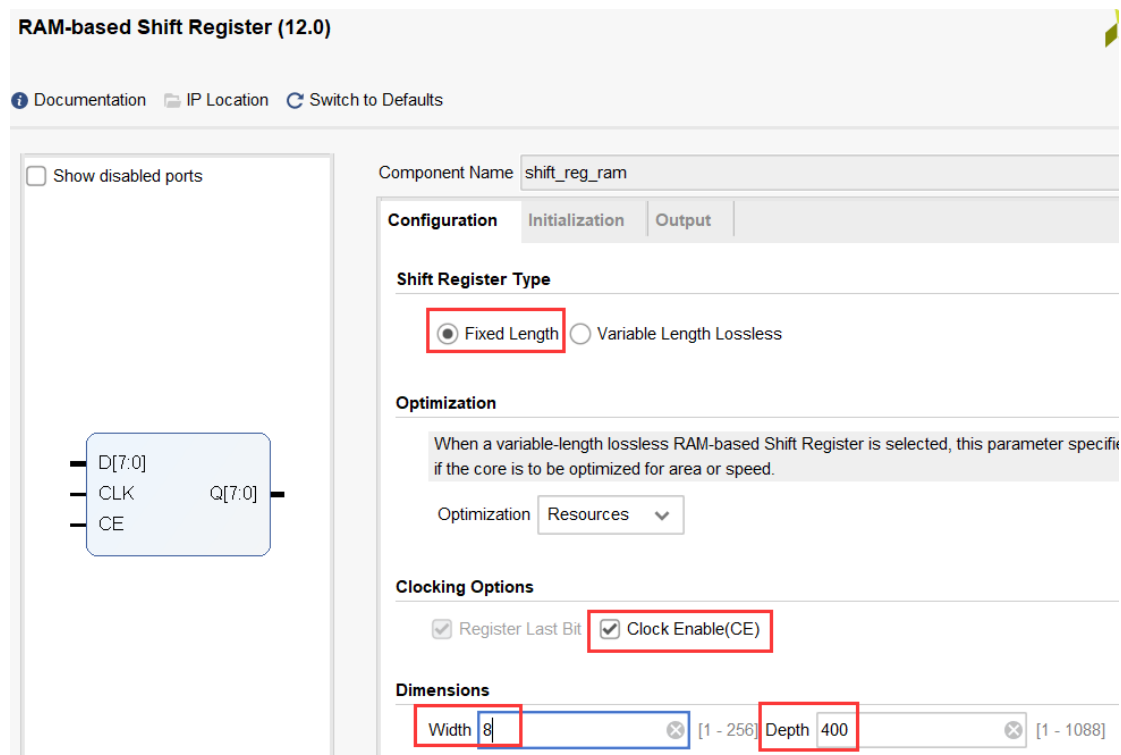 RAM-based Shift Register (12.0)
Documentation IP Location Switch to Defaults
Show disabled ports
Component Name shift_reg_ram
Configuration Initialization Output
Shift Register Type
Fixed Length Variable Length Lossless
Optimization
When a variable-length lossless RAM-based Shift Register is selected, this parameter specifie
if the core is to be optimized for area or speed.
Optimization Resources
D[7:0]
CLK Q[7:0]
CE
Clocking Options
Register Last Bit Clock Enable(CE)
Dimensions
Width 8 [1 - 256] Depth 400 [1 - 1088]